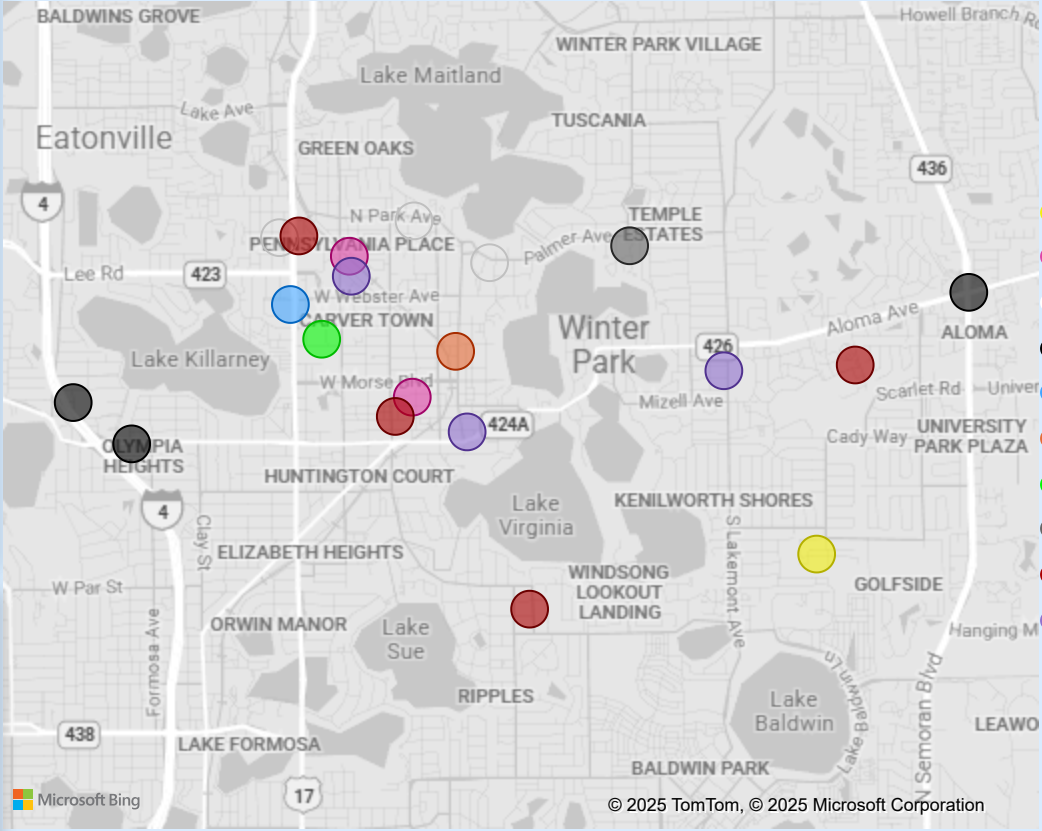 BALDWINS GROVE
Howell Branch
WINTER PARK VILLAGE
Lake Maitland
Lake Ave
TUSCANIA
Eatonville
GREEN OAKS
436
4
N Park Ave
TEMPLE
ESTATES
PENNSYLVANIA PLACE
Palmer Ave
Lee Rd
423
W Webster Ave
CARVER TOWN
Aloma Ave
ALOMA
Winter
Park
426
Lake Killarney
W Morse Blvd
Mizell Ave
Scarlet Rd
Univer
424A
Cady Way
UNIVERSITY
PARK PLAZA
OLYMPIA
HEIGHTS
HUNTINGTON COURT
KENILWORTH SHORES
4
Lake
Virginia
Clay St
S Lakemont Ave
ELIZABETH HEIGHTS
WINDSONG
LOOKOUT
LANDING
GOLFSIDE
W Par St
Formosa Ave
ORWIN MANOR
Lake
Sue
Hanging M
N Semoran Blvd
RIPPLES
Lake
Baldwin
Lake Baldwin Ln
LEAWO
438
LAKE FORMOSA
BALDWIN PARK
17
Microsoft Bing
© 2025 TomTom, © 2025 Microsoft Corporation